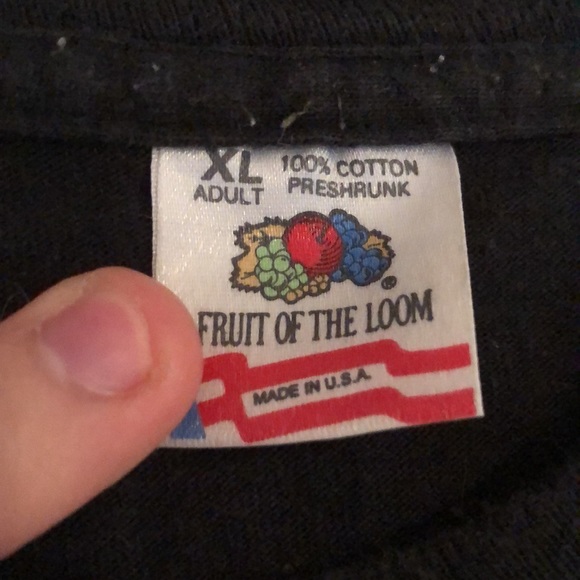 XL 100% COTTON
ADULT PRESHRUNK
®
FRUIT OF THE LOOM
MADE IN U.S.A.